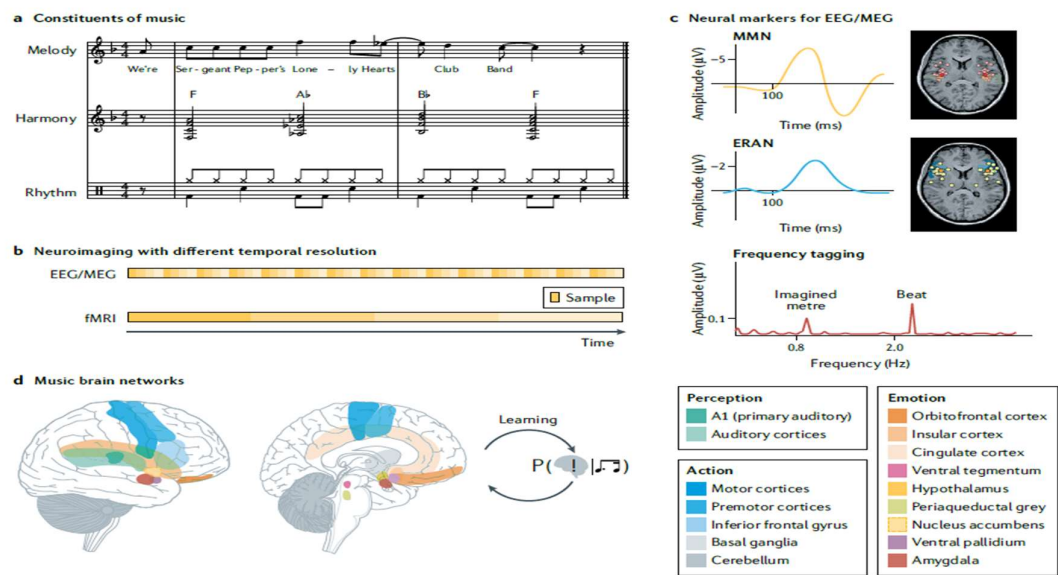 a Constituents of music
Melody
We're Ser-geant Pep-per's Lone – ly Hearts Club Band
F A♭ B♭ F
Harmony
Rhythm
b Neuroimaging with different temporal resolution
EEG/MEG
Sample
fMRI
Time
c Neural markers for EEG/MEG
MMN
Amplitude (μV)
–5
100
Time (ms)
ERAN
Amplitude (μV)
–2
100
Time (ms)
Frequency tagging
Amplitude (μV)
Imagined
metre
Beat
0.1
0.8 2.0
Frequency (Hz)
d Music brain networks
Learning
P( ! |♫)
Perception
A1 (primary auditory)
Auditory cortices
Action
Motor cortices
Premotor cortices
Inferior frontal gyrus
Basal ganglia
Cerebellum
Emotion
Orbitofrontal cortex
Insular cortex
Cingulate cortex
Ventral tegmentum
Hypothalamus
Periaqueductal grey
Nucleus accumbens
Ventral pallidium
Amygdala